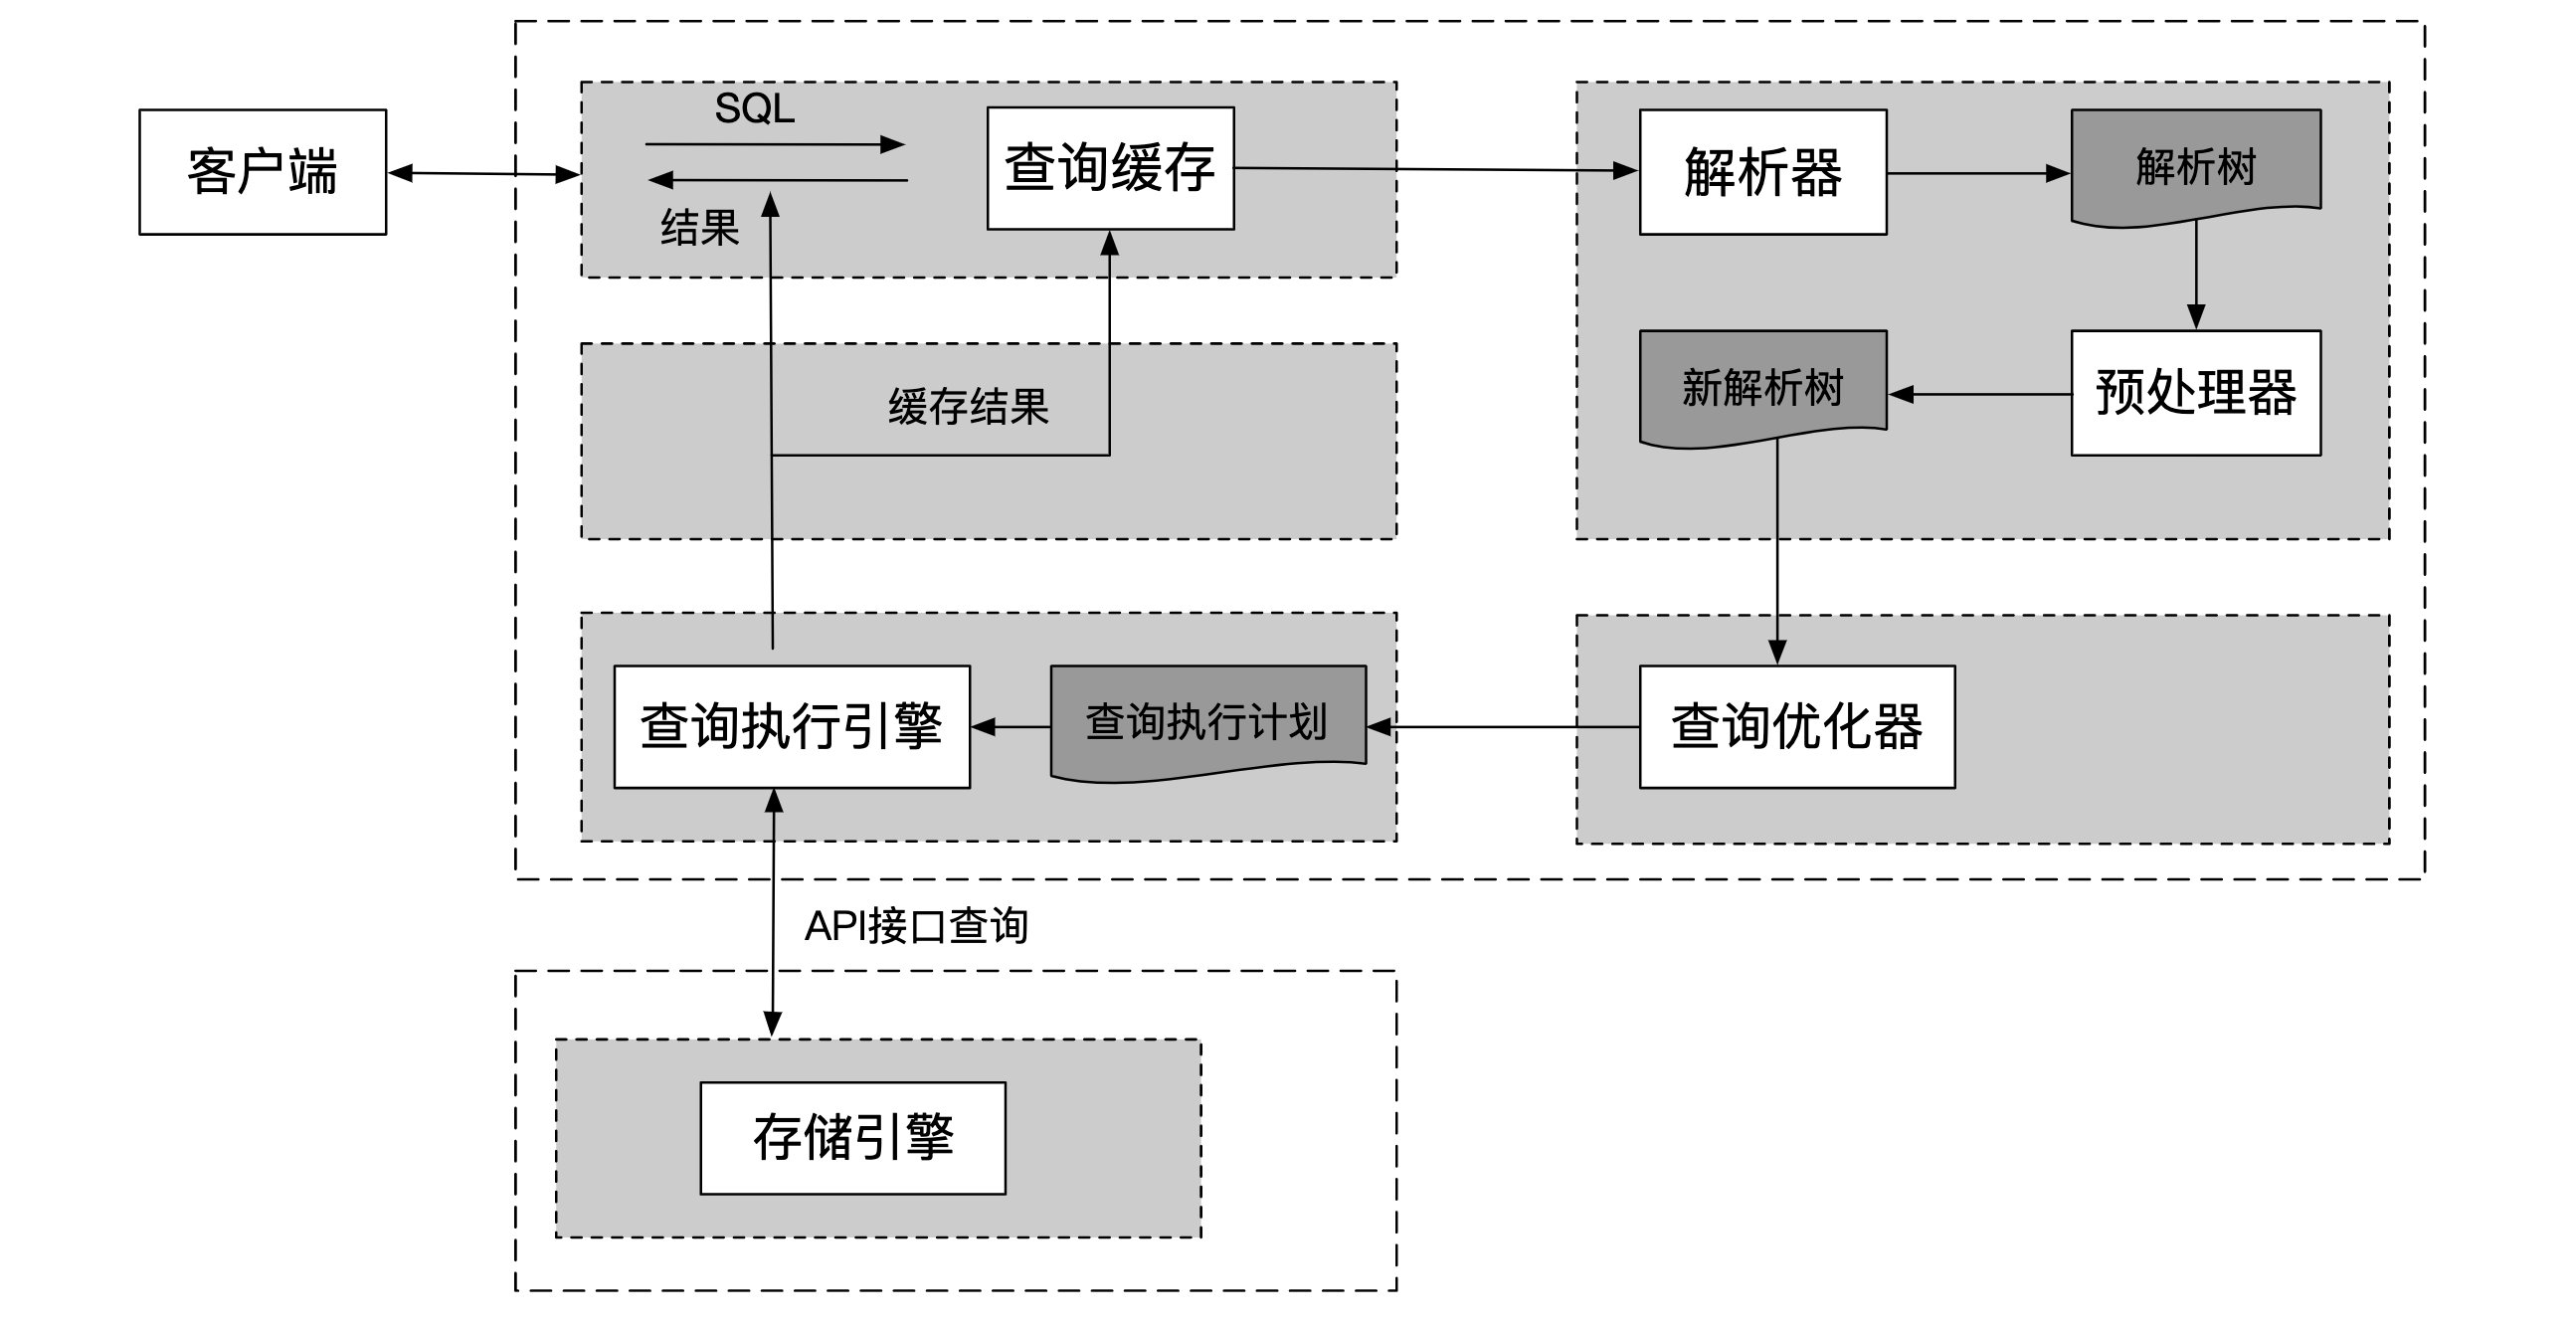 客户端
SQL
结果
查询缓存
解析器
解析树
缓存结果
新解析树
预处理器
查询执行引擎
查询执行计划
查询优化器
API接口查询
存储引擎